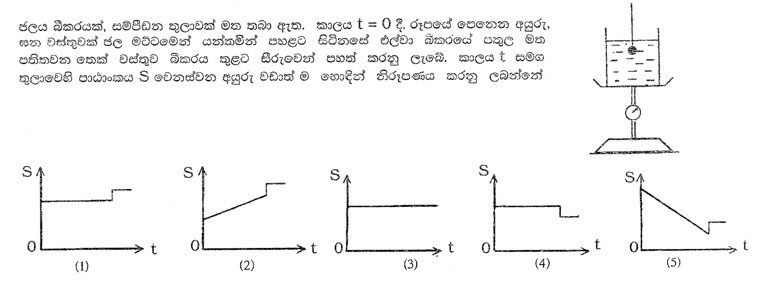 ජලය බීකරයක්, සම්පීඩන තුලාවක් මත තබා ඇත. කාලය t = 0 දී, රූපයේ පෙනෙන අයුරු,
ඝන වස්තුවක් ජල මට්ටමෙන් යන්තමින් පහළට සිටිනසේ එල්වා බීකරයේ පතුල මත
පතිතවන තෙක් වස්තුව බීකරය තුළට සීරුවෙන් පහත් කරනු ලැබේ. කාලය t සමග
තුලාවෙහි පාඨාංකය S වෙනස්වන අයුරු වඩාත් ම හොඳින් නිරූපණය කරනු ලබන්නේ
S S S S S
0 t 0 t 0 t 0 t 0 t
(1) (2) (3) (4) (5)